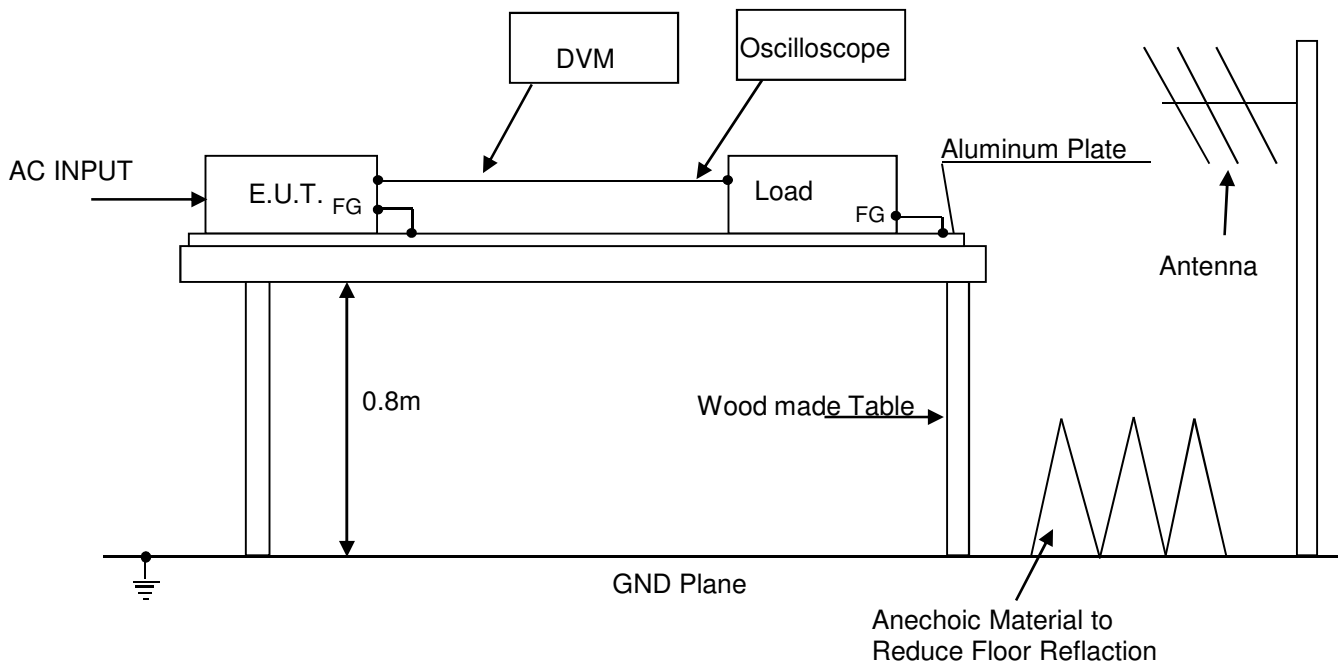 DVM
Oscilloscope
AC INPUT
E.U.T.
FG
Load
FG
Aluminum Plate
Antenna
0.8m
Wood made Table
GND Plane
Anechoic Material to
Reduce Floor Reflaction